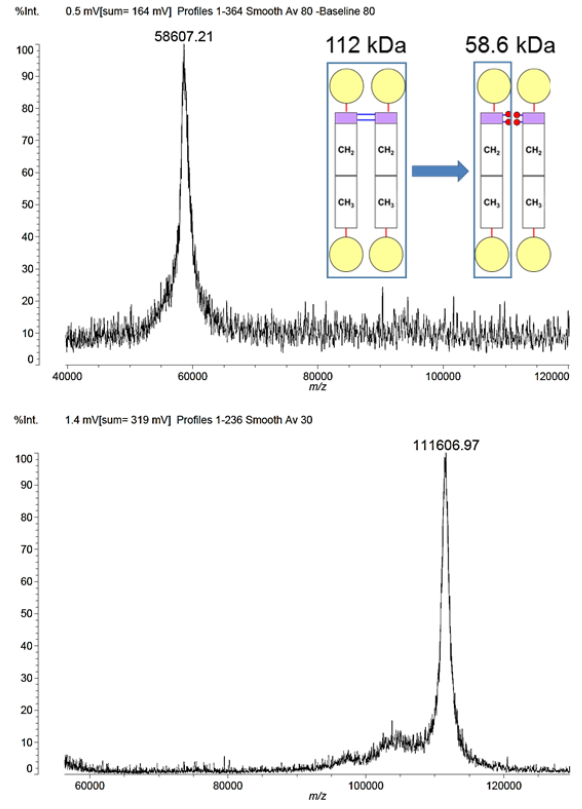 %Int. 0.5 mV[sum= 164 mV] Profiles 1-364 Smooth Av 80 -Baseline 80
58607.21
112 kDa 58.6 kDa
CH2 CH2 CH2 CH2
CH3 CH3 CH3 CH3
100
90
80
70
60
50
40
30
20
10
0
40000 60000 80000 100000 120000
m/z
%Int. 1.4 mV[sum= 319 mV] Profiles 1-236 Smooth Av 30
111606.97
100
90
80
70
60
50
40
30
20
10
0
60000 80000 100000 120000
m/z